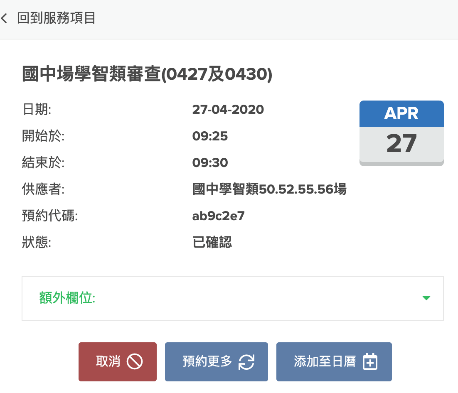 回到服務項目
國中場學智類審查(0427及0430)
日期: 27-04-2020
APR
開始於: 09:25
27
結束於: 09:30
供應者: 國中學智類50.52.55.56場
預約代碼: ab9c2e7
狀態: 已確認
額外欄位:
取消 預約更多 添加至日曆